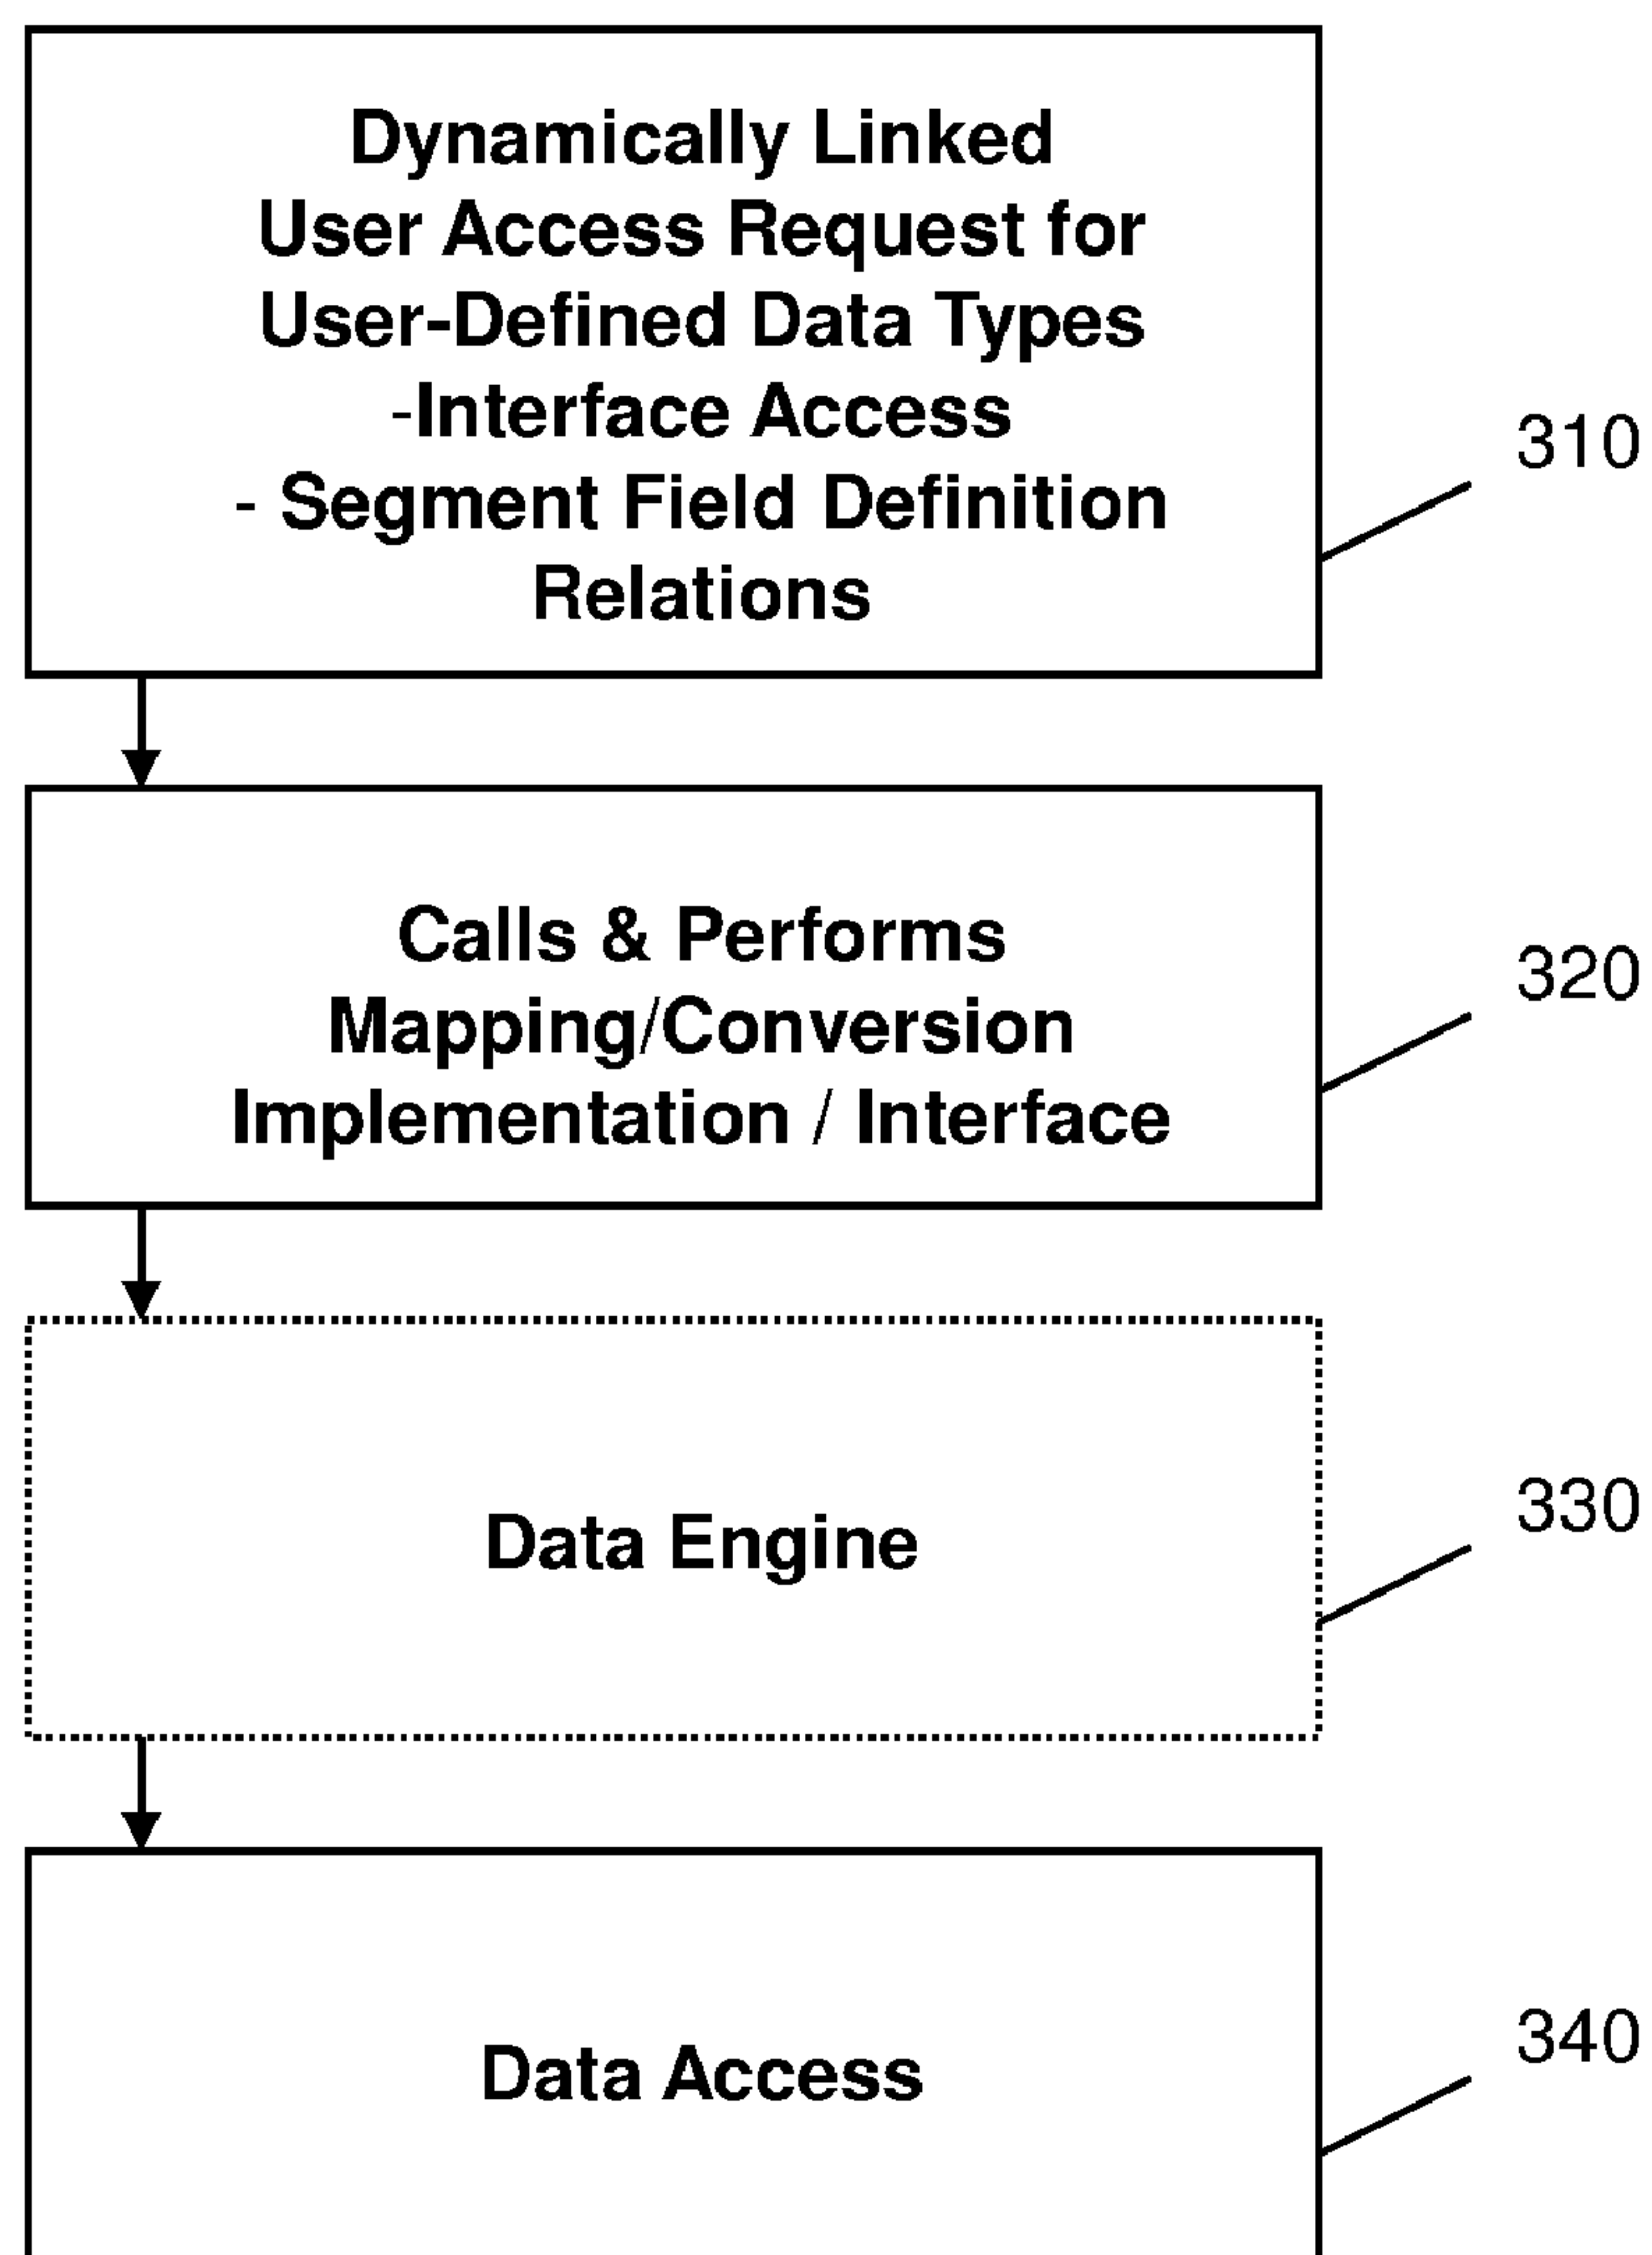 Dynamically Linked
User Access Request for
User-Defined Data Types
-Interface Access
- Segment Field Definition
Relations
310
Calls & Performs
Mapping/Conversion
Implementation / Interface
320
Data Engine
330
Data Access
340